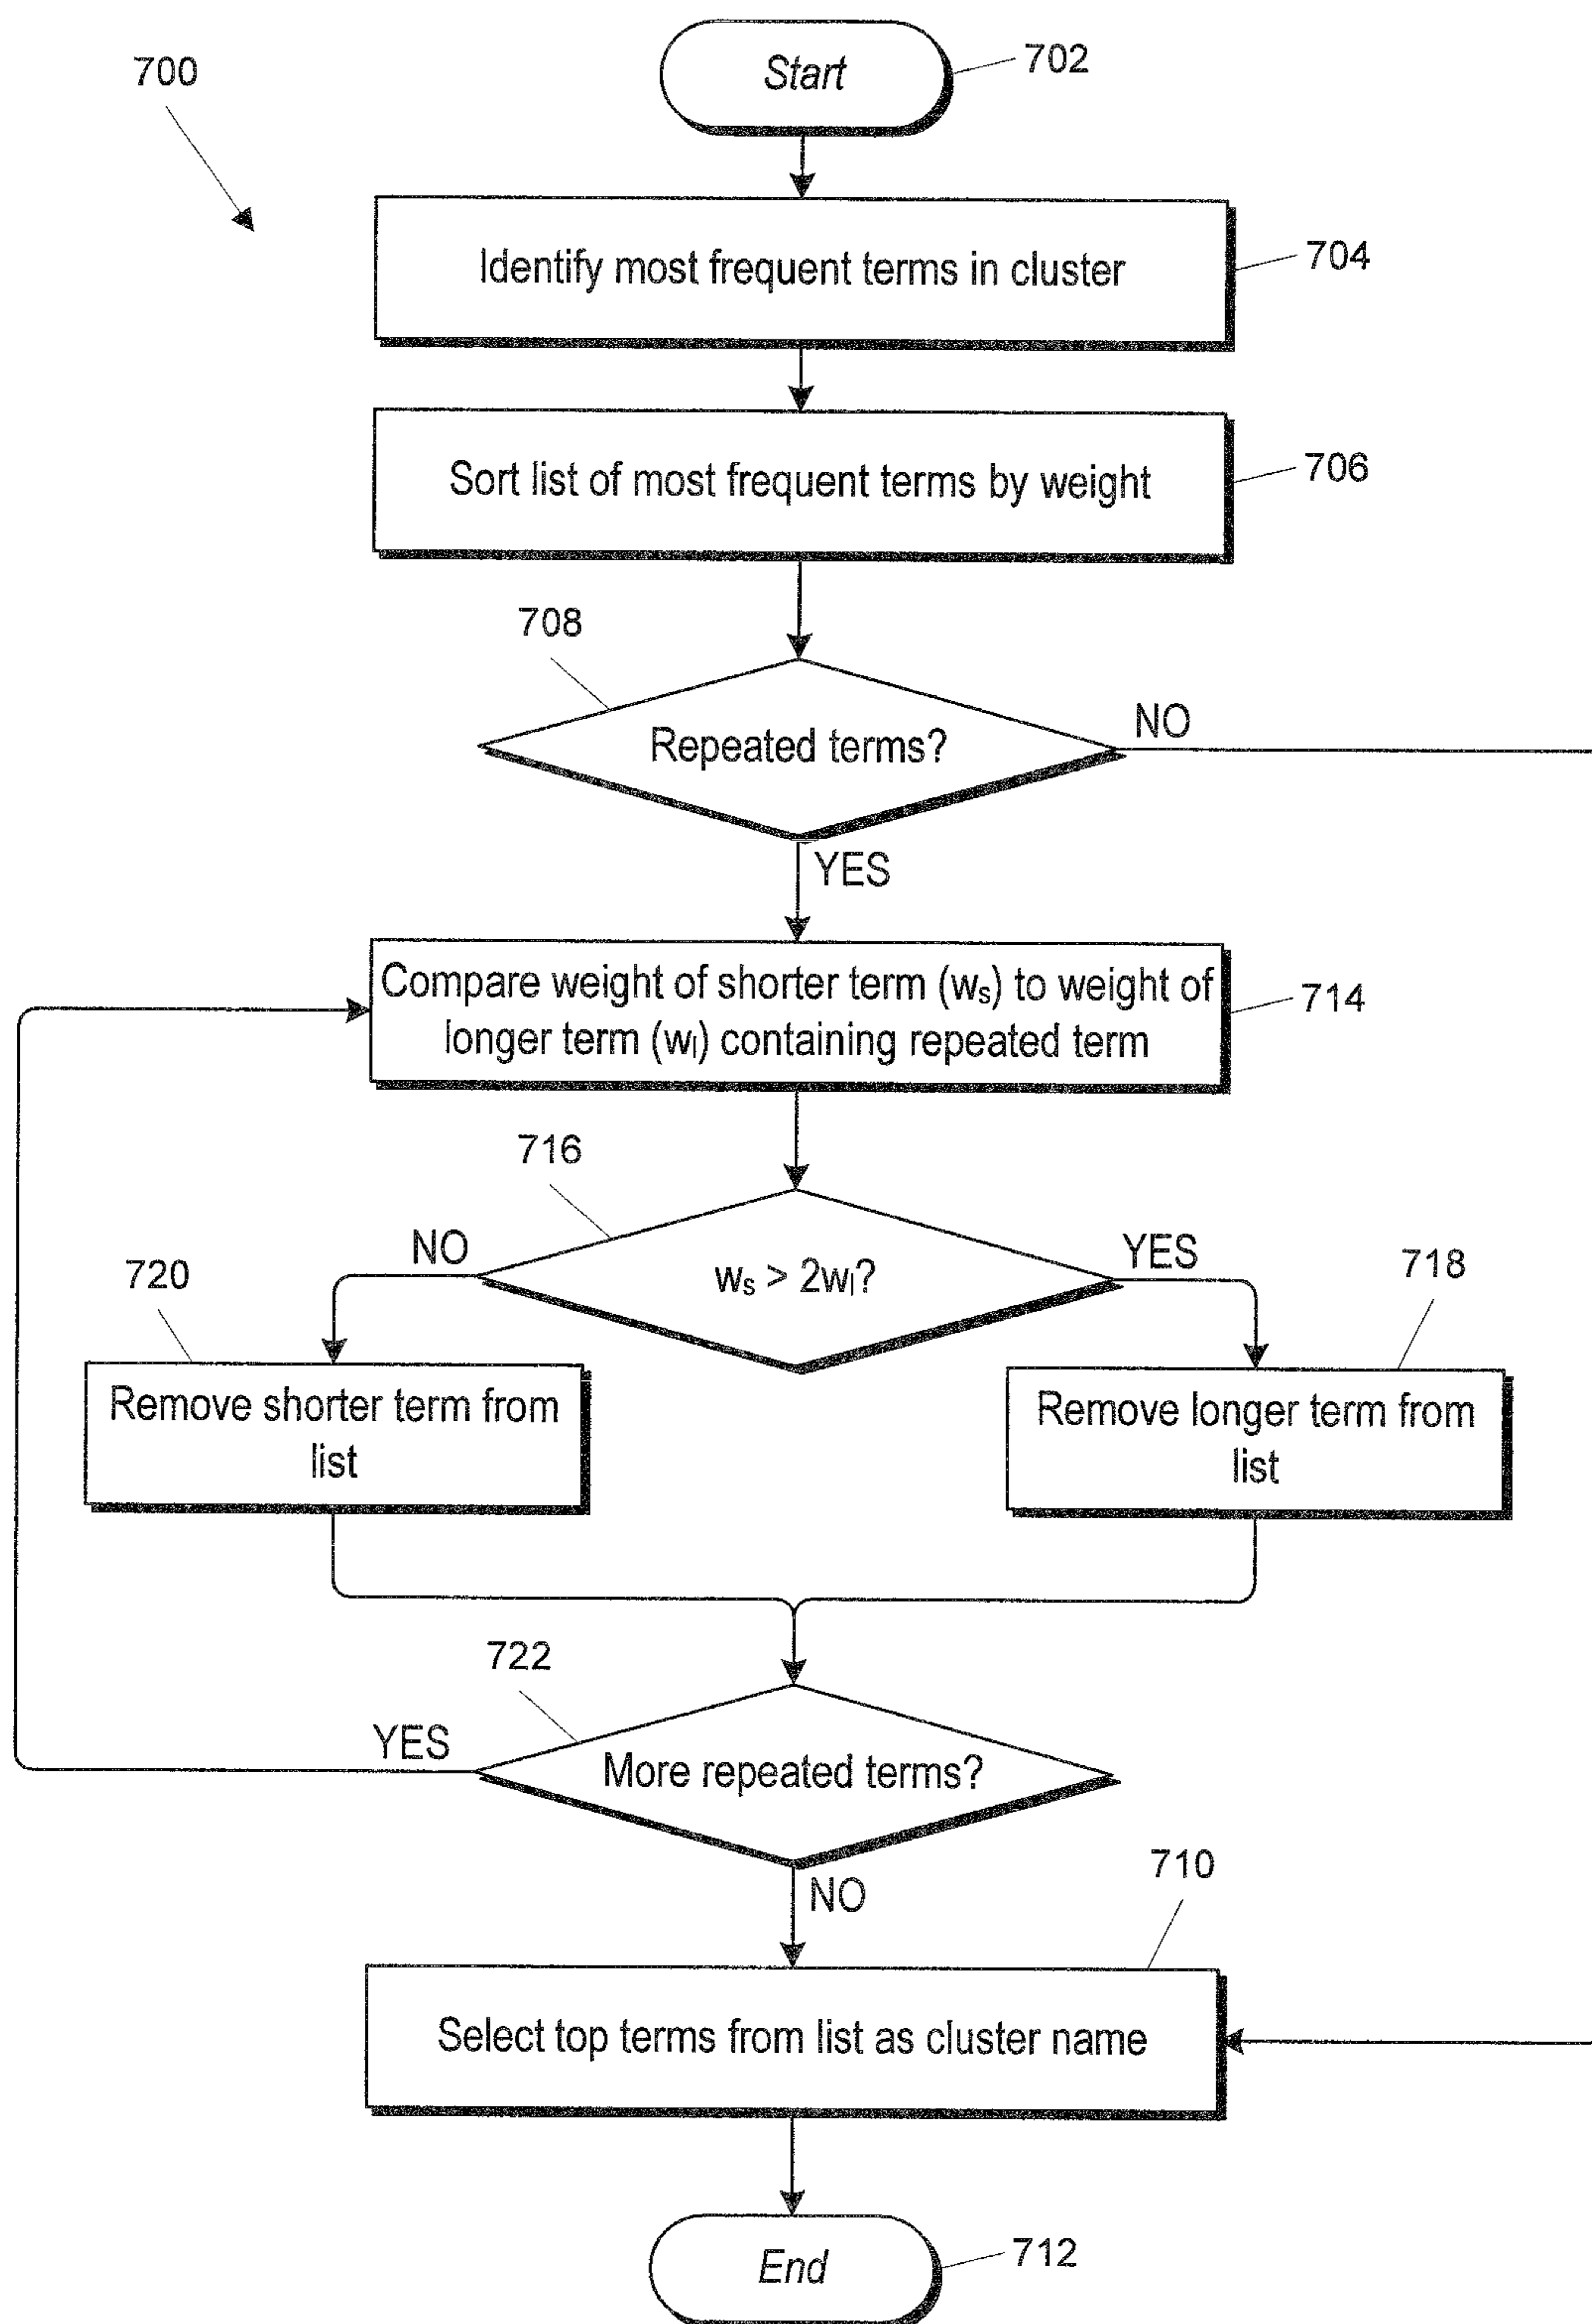 700
Start
702
Identify most frequent terms in cluster
704
Sort list of most frequent terms by weight
706
708
Repeated terms?
NO
YES
Compare weight of shorter term (ws) to weight of
longer term (wl) containing repeated term
714
716
NO
ws > 2wl?
YES
720
718
Remove shorter term from
list
Remove longer term from
list
722
YES
More repeated terms?
NO
710
Select top terms from list as cluster name
End
712